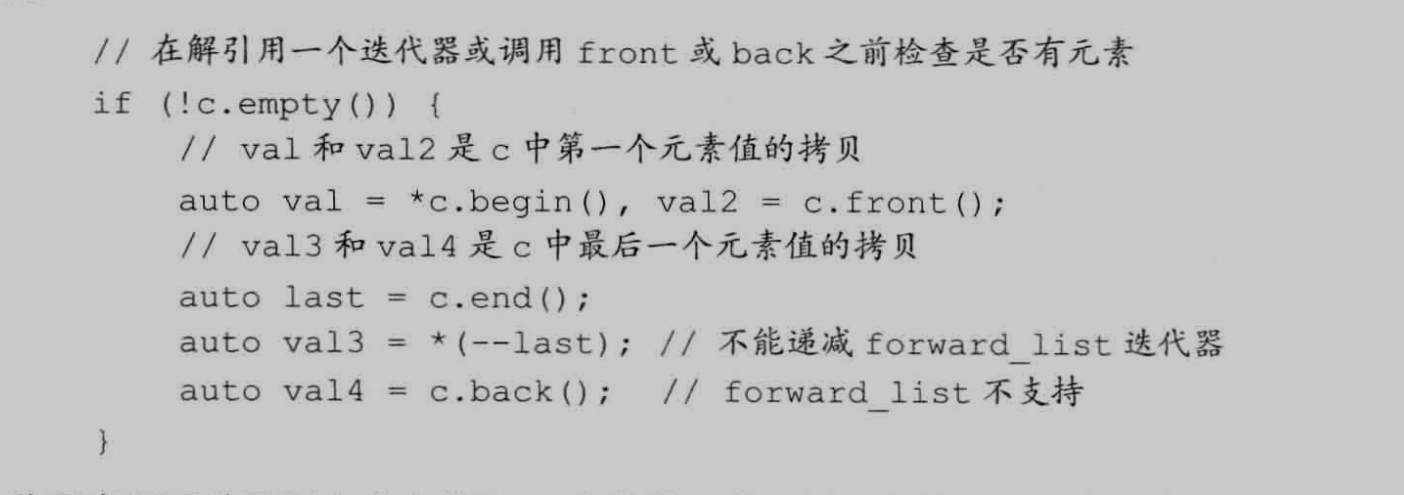 // 在解引用一个迭代器或调用 front 或 back 之前检查是否有元素
if (!c.empty()) {
    // val 和 val2 是 c 中第一个元素值的拷贝
    auto val = *c.begin(), val2 = c.front();
    // val3 和 val4 是 c 中最后一个元素值的拷贝
    auto last = c.end();
    auto val3 = *(--last); // 不能递减 forward_list 迭代器
    auto val4 = c.back();  // forward_list 不支持
}